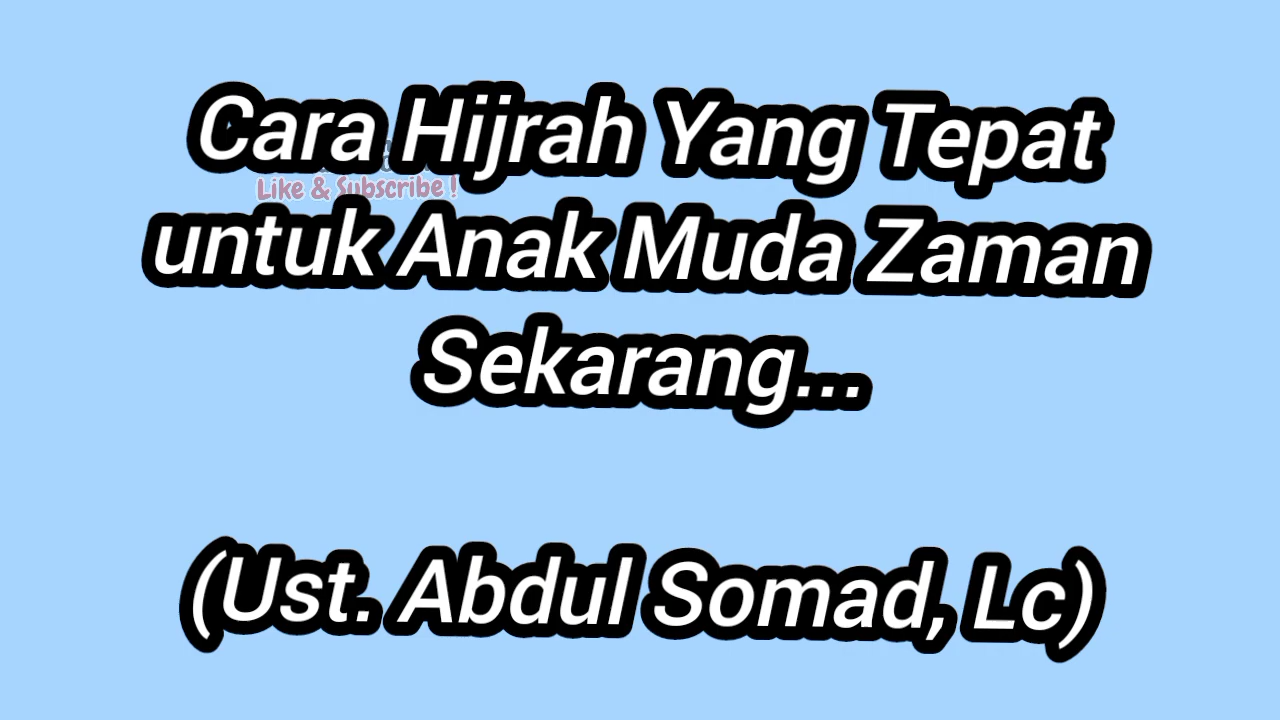 Cara Hijrah Yang Tepat
Like & Subscribe !
untuk Anak Muda Zaman
Sekarang...
(Ust. Abdul Somad, Lc)